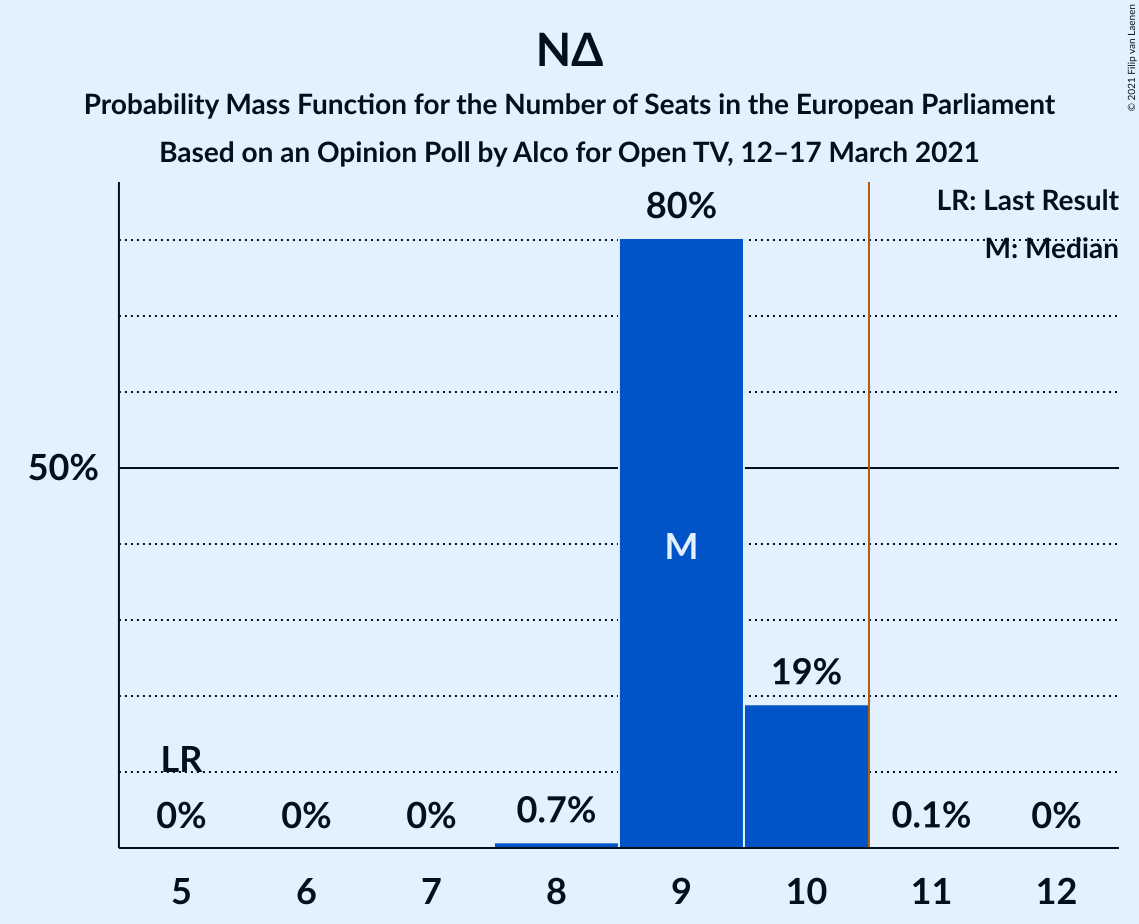 ΝΔ
Probability Mass Function for the Number of Seats in the European Parliament
Based on an Opinion Poll by Alco for Open TV, 12–17 March 2021
© 2021 Filip van Laenen
LR: Last Result
M: Median
80%
50%
M
19%
LR
0% 0% 0% 0.7% 0.1% 0%
5 6 7 8 9 10 11 12